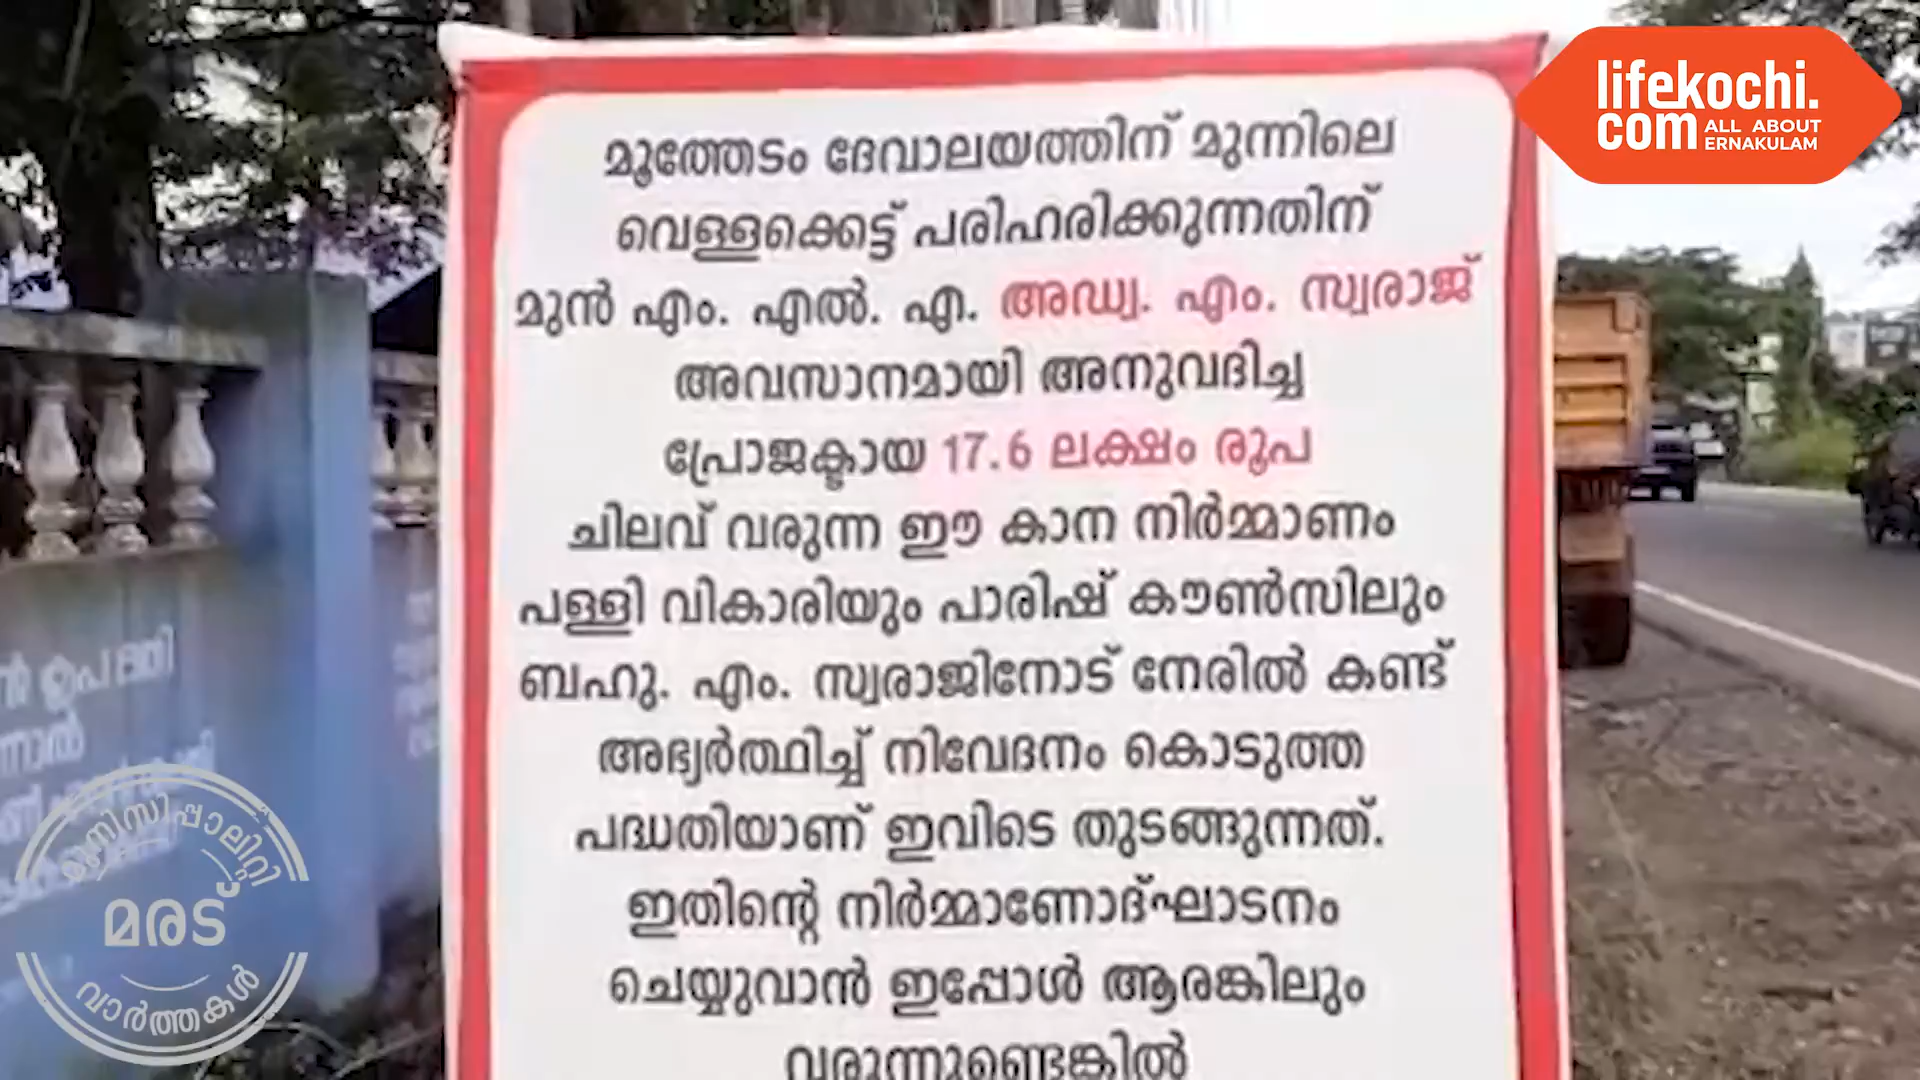 മൂത്തേടം ദേവാലയത്തിന് മുന്നിലെ
വെള്ളക്കെട്ട് പരിഹരിക്കുന്നതിന്
മുൻ എം. എൽ. എ. അഡ്വ. എം. സ്വരാജ്
അവസാനമായി അനുവദിച്ച
പ്രോജക്ടായ 17.6 ലക്ഷം രൂപ
ചിലവ് വരുന്ന ഈ കാന നിർമ്മാണം
പള്ളി വികാരിയും പാരിഷ് കൗൺസിലും
ബഹു. എം. സ്വരാജിനോട് നേരിൽ കണ്ട്
അഭ്യർത്ഥിച്ച് നിവേദനം കൊടുത്ത
പദ്ധതിയാണ് ഇവിടെ തുടങ്ങുന്നത്.
ഇതിന്റെ നിർമ്മാണോദ്ഘാടനം
ചെയ്യുവാൻ ഇപ്പോൾ ആരങ്കിലും
വരുന്നുണ്ടെങ്കിൽ
lifekochi.
com ALL ABOUT
ERNAKULAM
മുനിസിപ്പാലിറ്റി
മരട്
വാർത്തകൾ